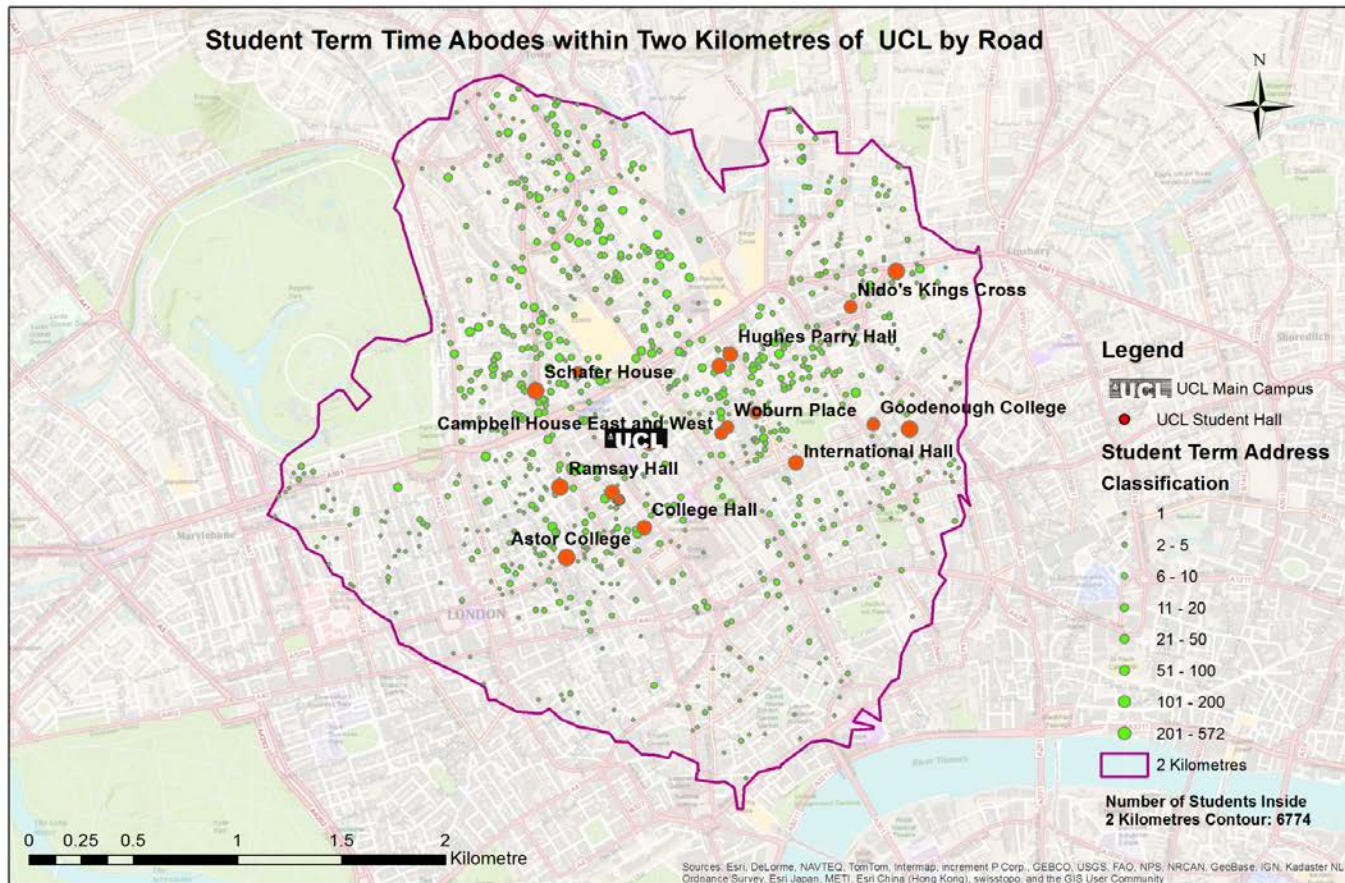 Student Term Time Abodes within Two Kilometres of UCL by Road
N
Nido's Kings Cross
Hughes Parry Hall
Schafer House
Woburn Place
Goodenough College
Campbell House East and West
UCL
International Hall
Ramsay Hall
College Hall
Astor College
LONDON
Marylebone
Finsbury
Shoreditch
River Thames
Legend
UCL UCL Main Campus
UCL Student Hall
Student Term Address
Classification
1
2 - 5
6 - 10
11 - 20
21 - 50
51 - 100
101 - 200
201 - 572
2 Kilometres
Number of Students Inside
2 Kilometres Contour: 6774
0 0.25 0.5 1 1.5 2
Kilometre
Sources: Esri, DeLorme, NAVTEQ, TomTom, Intermap, increment P Corp., GEBCO, USGS, FAO, NPS, NRCAN, GeoBase, IGN, Kadaster NL,
Ordnance Survey, Esri Japan, METI, Esri China (Hong Kong), swisstopo, and the GIS User Community